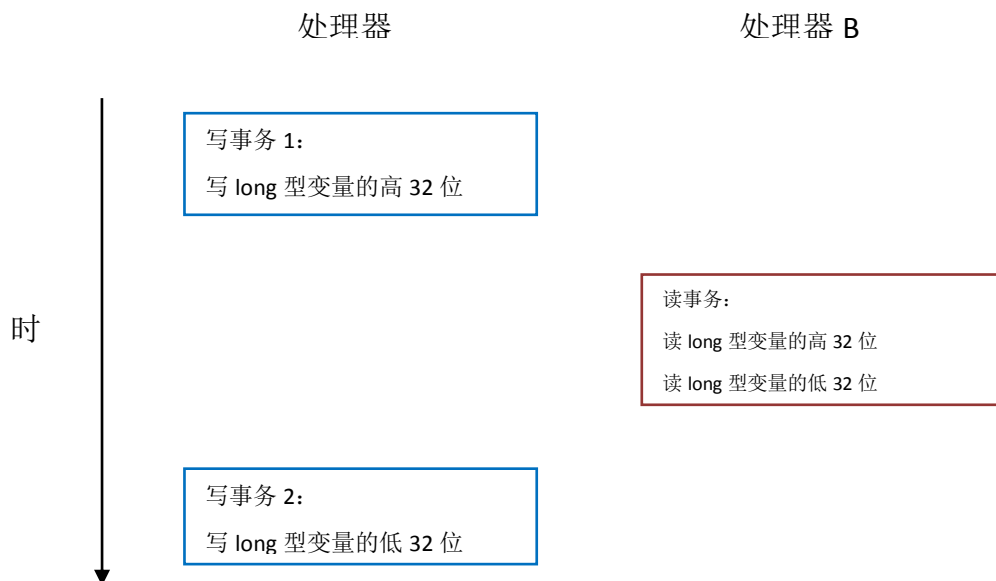 处理器
处理器 B
写事务 1：
写 long 型变量的高 32 位
读事务：
时
读 long 型变量的高 32 位
读 long 型变量的低 32 位
写事务 2：
写 long 型变量的低 32 位